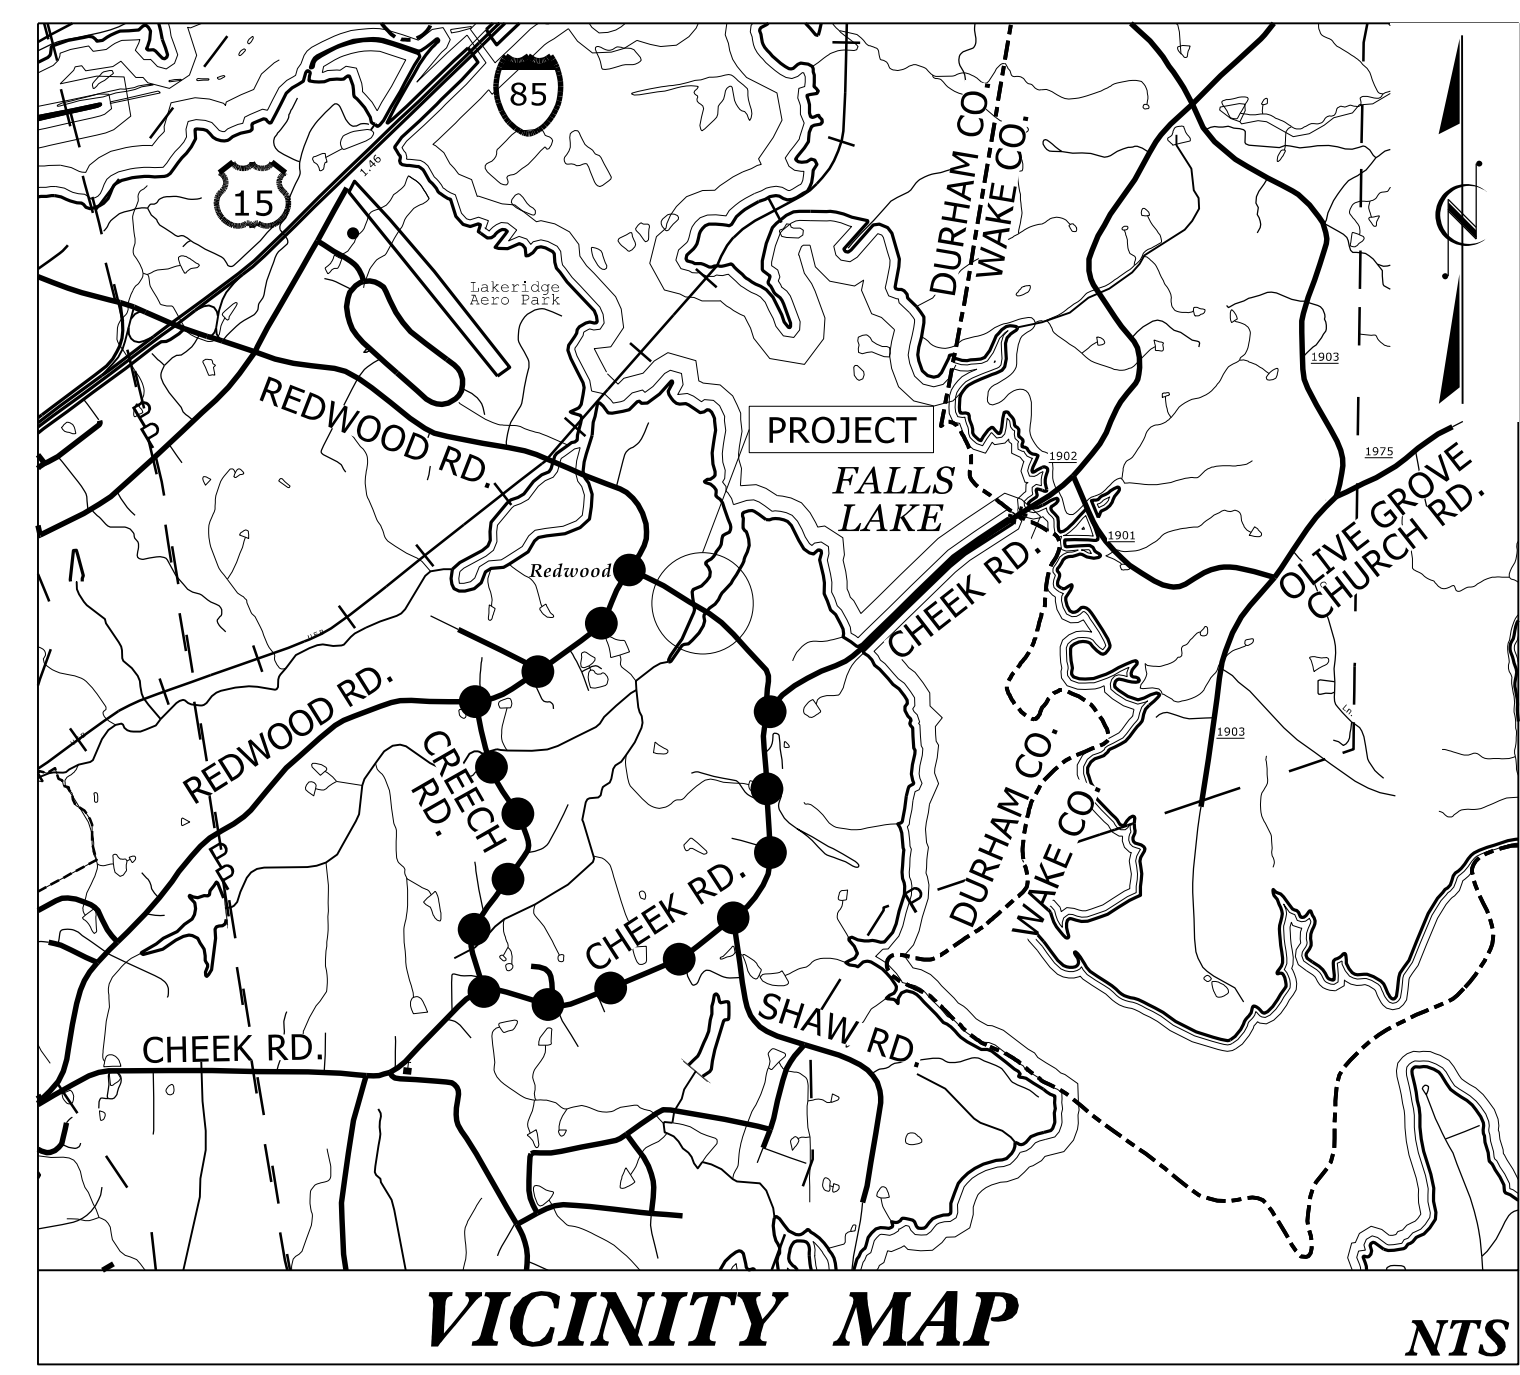 85
1.46
15
DURHAM CO.
WAKE CO.
N
Lakeridge
Aero Park
1903
REDWOOD RD.
PROJECT
FALLS
LAKE
1902
1975
OLIVE GROVE
CHURCH RD.
1901
CHEEK RD.
Redwood
REDWOOD RD.
CREECH
RD.
1903
Ln.
DURHAM CO.
WAKE CO.
CHEEK RD.
SHAW RD.
CHEEK RD.
VICINITY MAP
NTS